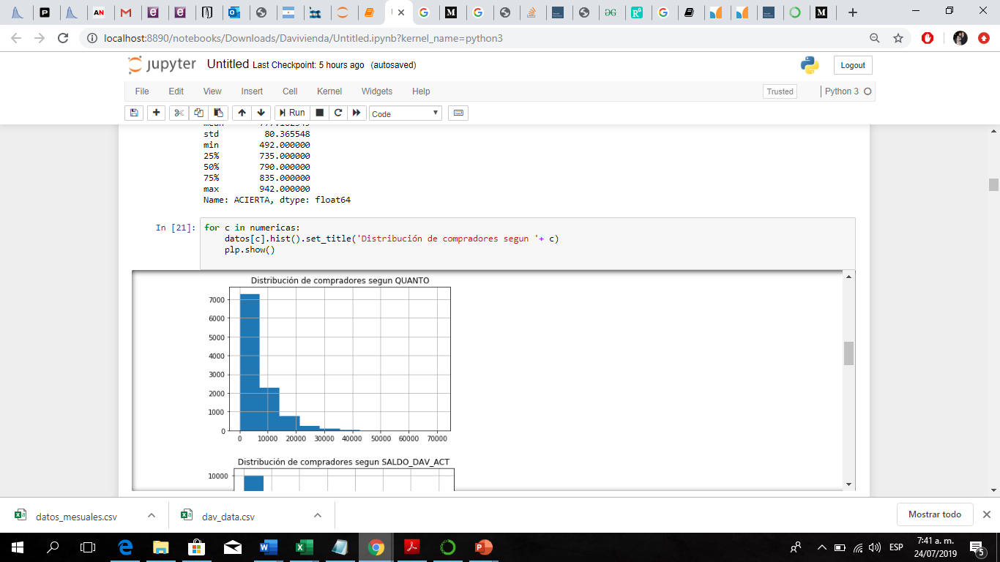 localhost:8890/notebooks/Downloads/Davivienda/Untitled.ipynb?kernel_name=python3
jupyter Untitled Last Checkpoint: 5 hours ago (autosaved)
Logout
File Edit View Insert Cell Kernel Widgets Help
Trusted Python 3
Run Code
std 80.365548
min 492.000000
25% 735.000000
50% 790.000000
75% 835.000000
max 942.000000
Name: ACIERTA, dtype: float64
In [21]: for c in numericas:
datos[c].hist().set_title('Distribución de compradores segun '+ c)
plp.show()
Distribución de compradores segun QUANTO
7000
6000
5000
4000
3000
2000
1000
0
0 10000 20000 30000 40000 50000 60000 70000
Distribución de compradores segun SALDO_DAV_ACT
10000
datos_mesuales.csv dav_data.csv Mostrar todo
ESP
7:41 a. m.
24/07/2019
5